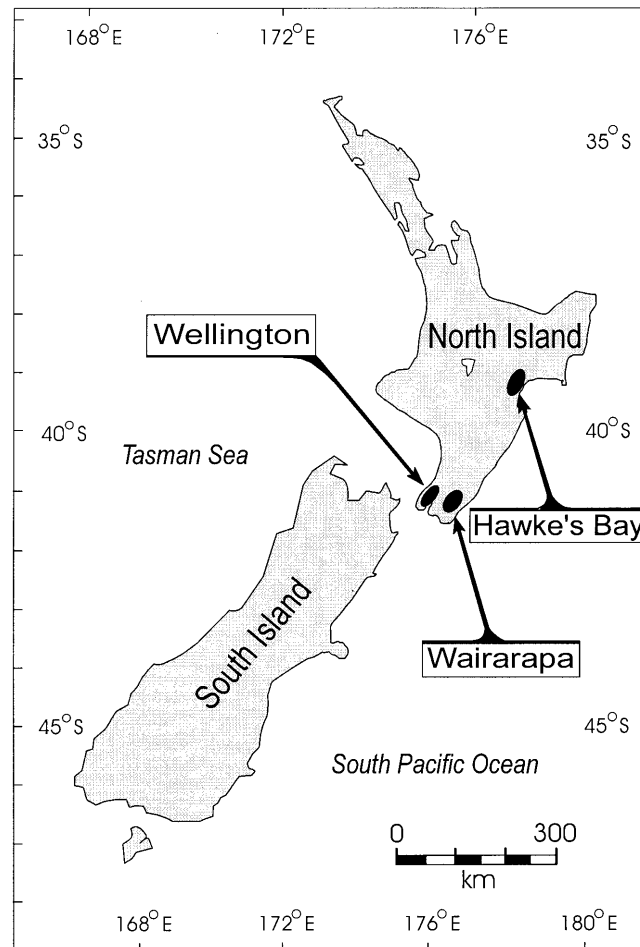 168°E 172°E 176°E
35°S 35°S
Wellington
North Island
40°S 40°S
Tasman Sea
Hawke's Bay
South Island
Wairarapa
45°S 45°S
South Pacific Ocean
0 300
km
168°E 172°E 176°E 180°E